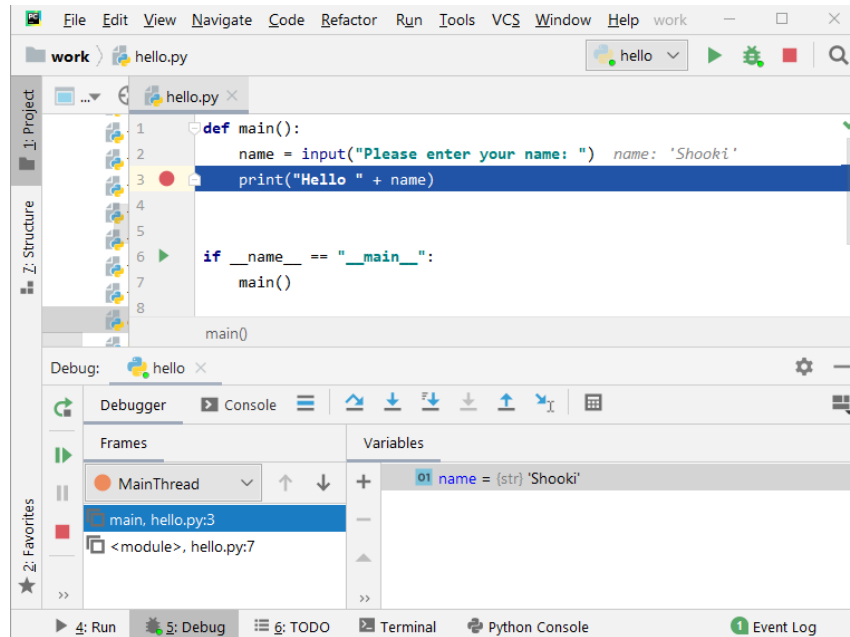 PC File Edit View Navigate Code Refactor Run Tools VCS Window Help work
work hello.py hello
1: Project
... hello.py
1 def main():
2 name = input("Please enter your name: ") name: 'Shooki'
3 print("Hello " + name)
4
5
6 if __name__ == "__main__":
7 main()
8
main()
Z: Structure
2: Favorites
Debug: hello
Debugger Console
Frames Variables
MainThread
01 name = {str} 'Shooki'
main, hello.py:3
<module>, hello.py:7
>> >>
4: Run 5: Debug 6: TODO Terminal Python Console 1 Event Log